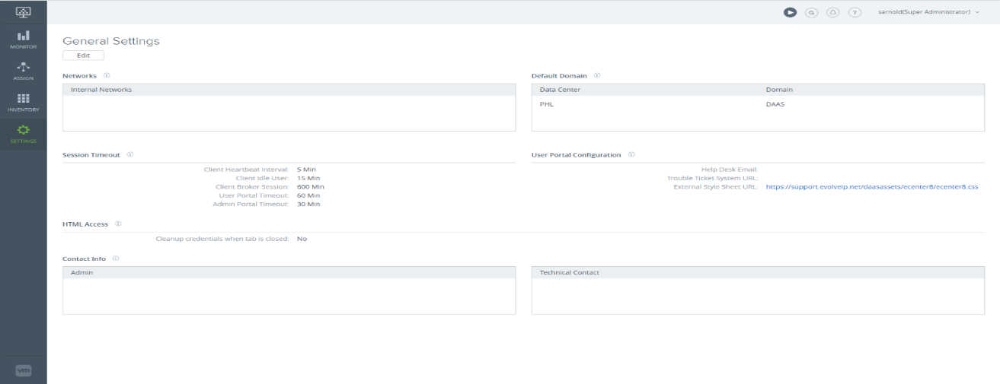 sarnold(Super Administrator)
MONITOR
ASSIGN
INVENTORY
SETTINGS
General Settings
Edit
Networks
Internal Networks
Default Domain
Data Center Domain
PHL DAAS
Session Timeout
Client Heartbeat Interval: 5 Min
Client Idle User: 15 Min
Client Broker Session: 600 Min
User Portal Timeout: 60 Min
Admin Portal Timeout: 30 Min
User Portal Configuration
Help Desk Email:
Trouble Ticket System URL:
External Style Sheet URL: https://support.evolveip.net/daasassets/ecenter8/ecenter8.css
HTML Access
Cleanup credentials when tab is closed: No
Contact Info
Admin
Technical Contact
vm